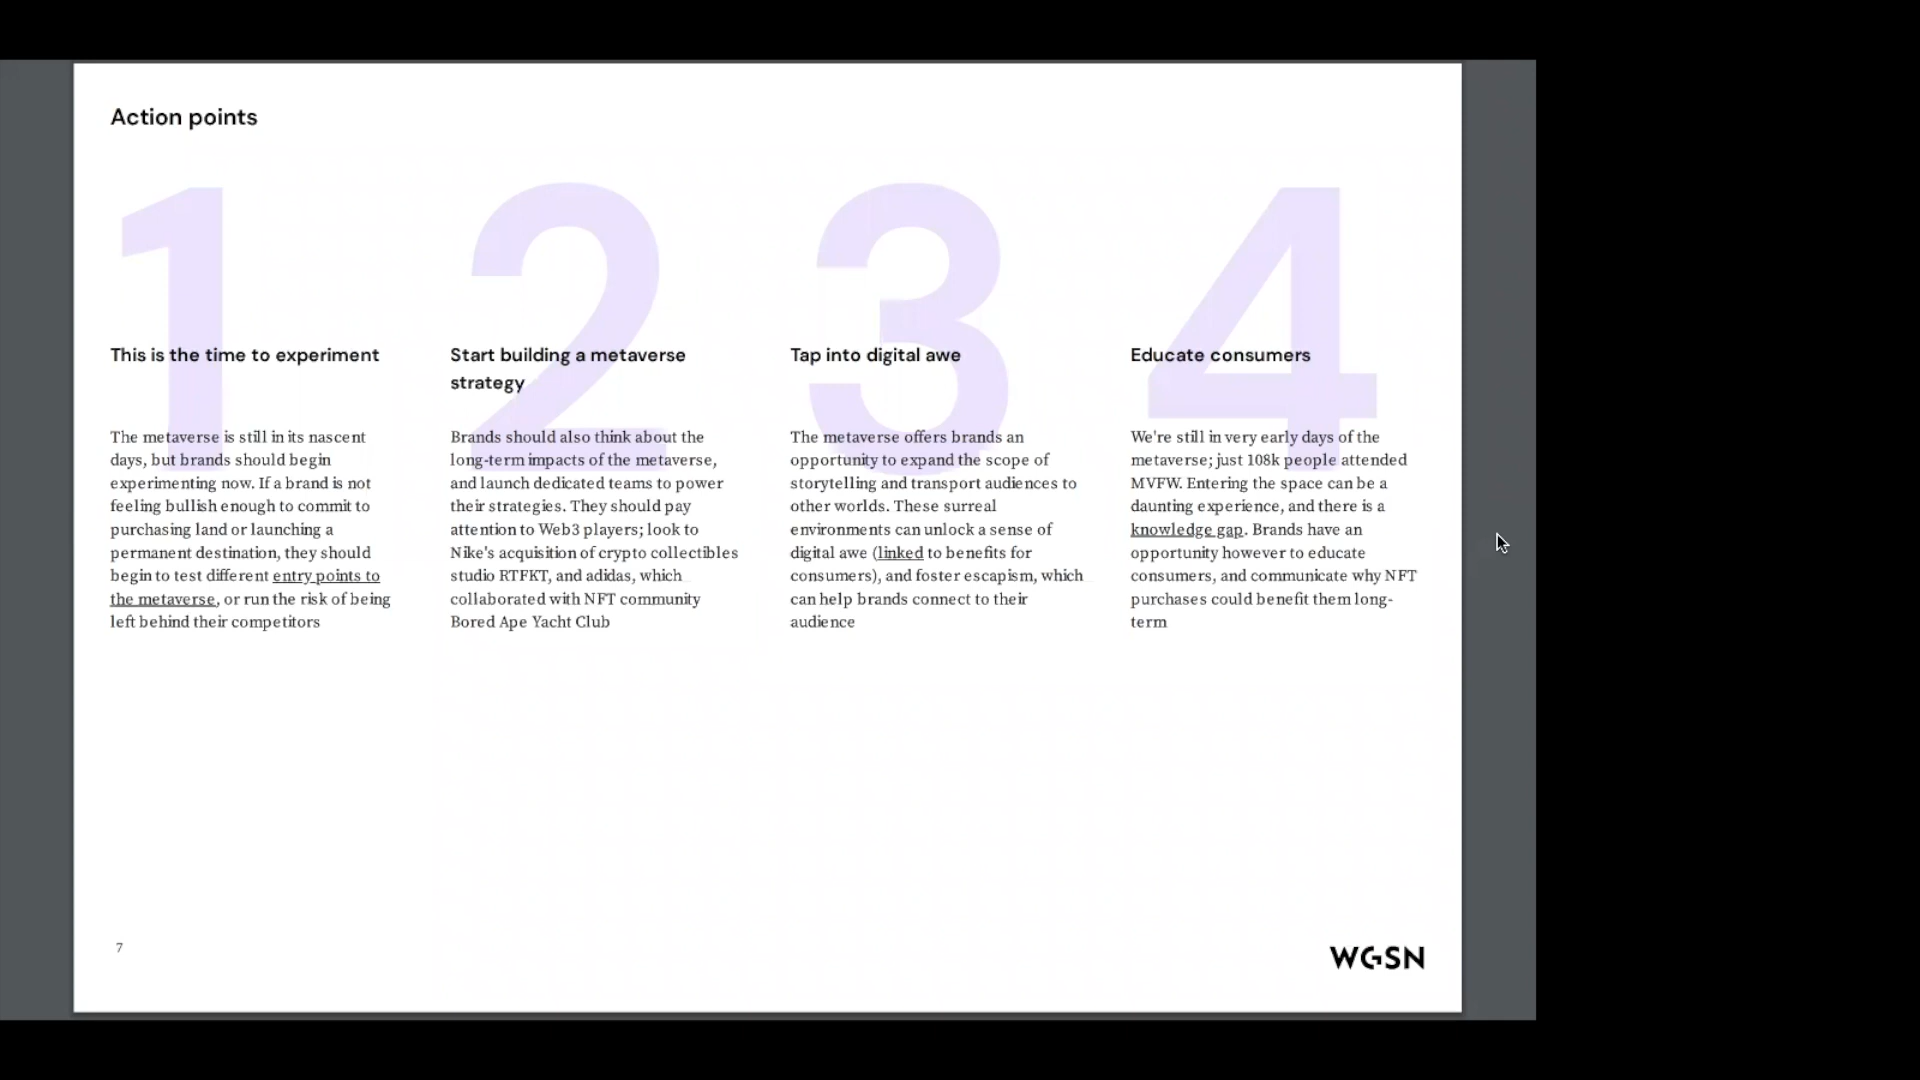 Action points
1
This is the time to experiment
The metaverse is still in its nascent
days, but brands should begin
experimenting now. If a brand is not
feeling bullish enough to commit to
purchasing land or launching a
permanent destination, they should
begin to test different entry points to
the metaverse, or run the risk of being
left behind their competitors
2
Start building a metaverse
strategy
Brands should also think about the
long-term impacts of the metaverse,
and launch dedicated teams to power
their strategies. They should pay
attention to Web3 players; look to
Nike's acquisition of crypto collectibles
studio RTFKT, and adidas, which
collaborated with NFT community
Bored Ape Yacht Club
3
Tap into digital awe
The metaverse offers brands an
opportunity to expand the scope of
storytelling and transport audiences to
other worlds. These surreal
environments can unlock a sense of
digital awe (linked to benefits for
consumers), and foster escapism, which
can help brands connect to their
audience
4
Educate consumers
We're still in very early days of the
metaverse; just 108k people attended
MVFW. Entering the space can be a
daunting experience, and there is a
knowledge gap. Brands have an
opportunity however to educate
consumers, and communicate why NFT
purchases could benefit them long-
term
7
WGSN